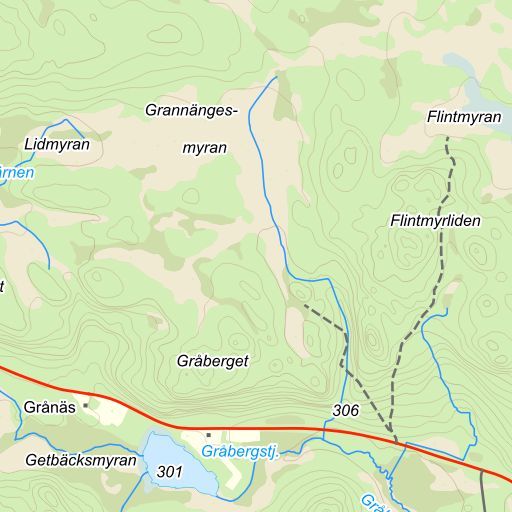 Grannänges-
myran
Flintmyran
Lidmyran
Flintmyrliden
Gråberget
Grånäs
306
Gråbergstj.
Getbäcksmyran
301